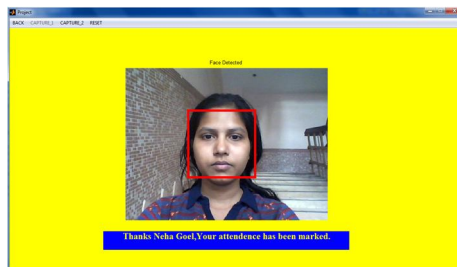 Project
BACK CAPTURE_1 CAPTURE_2 RESET
Face Detected
Thanks Neha Goel,Your attendence has been marked.